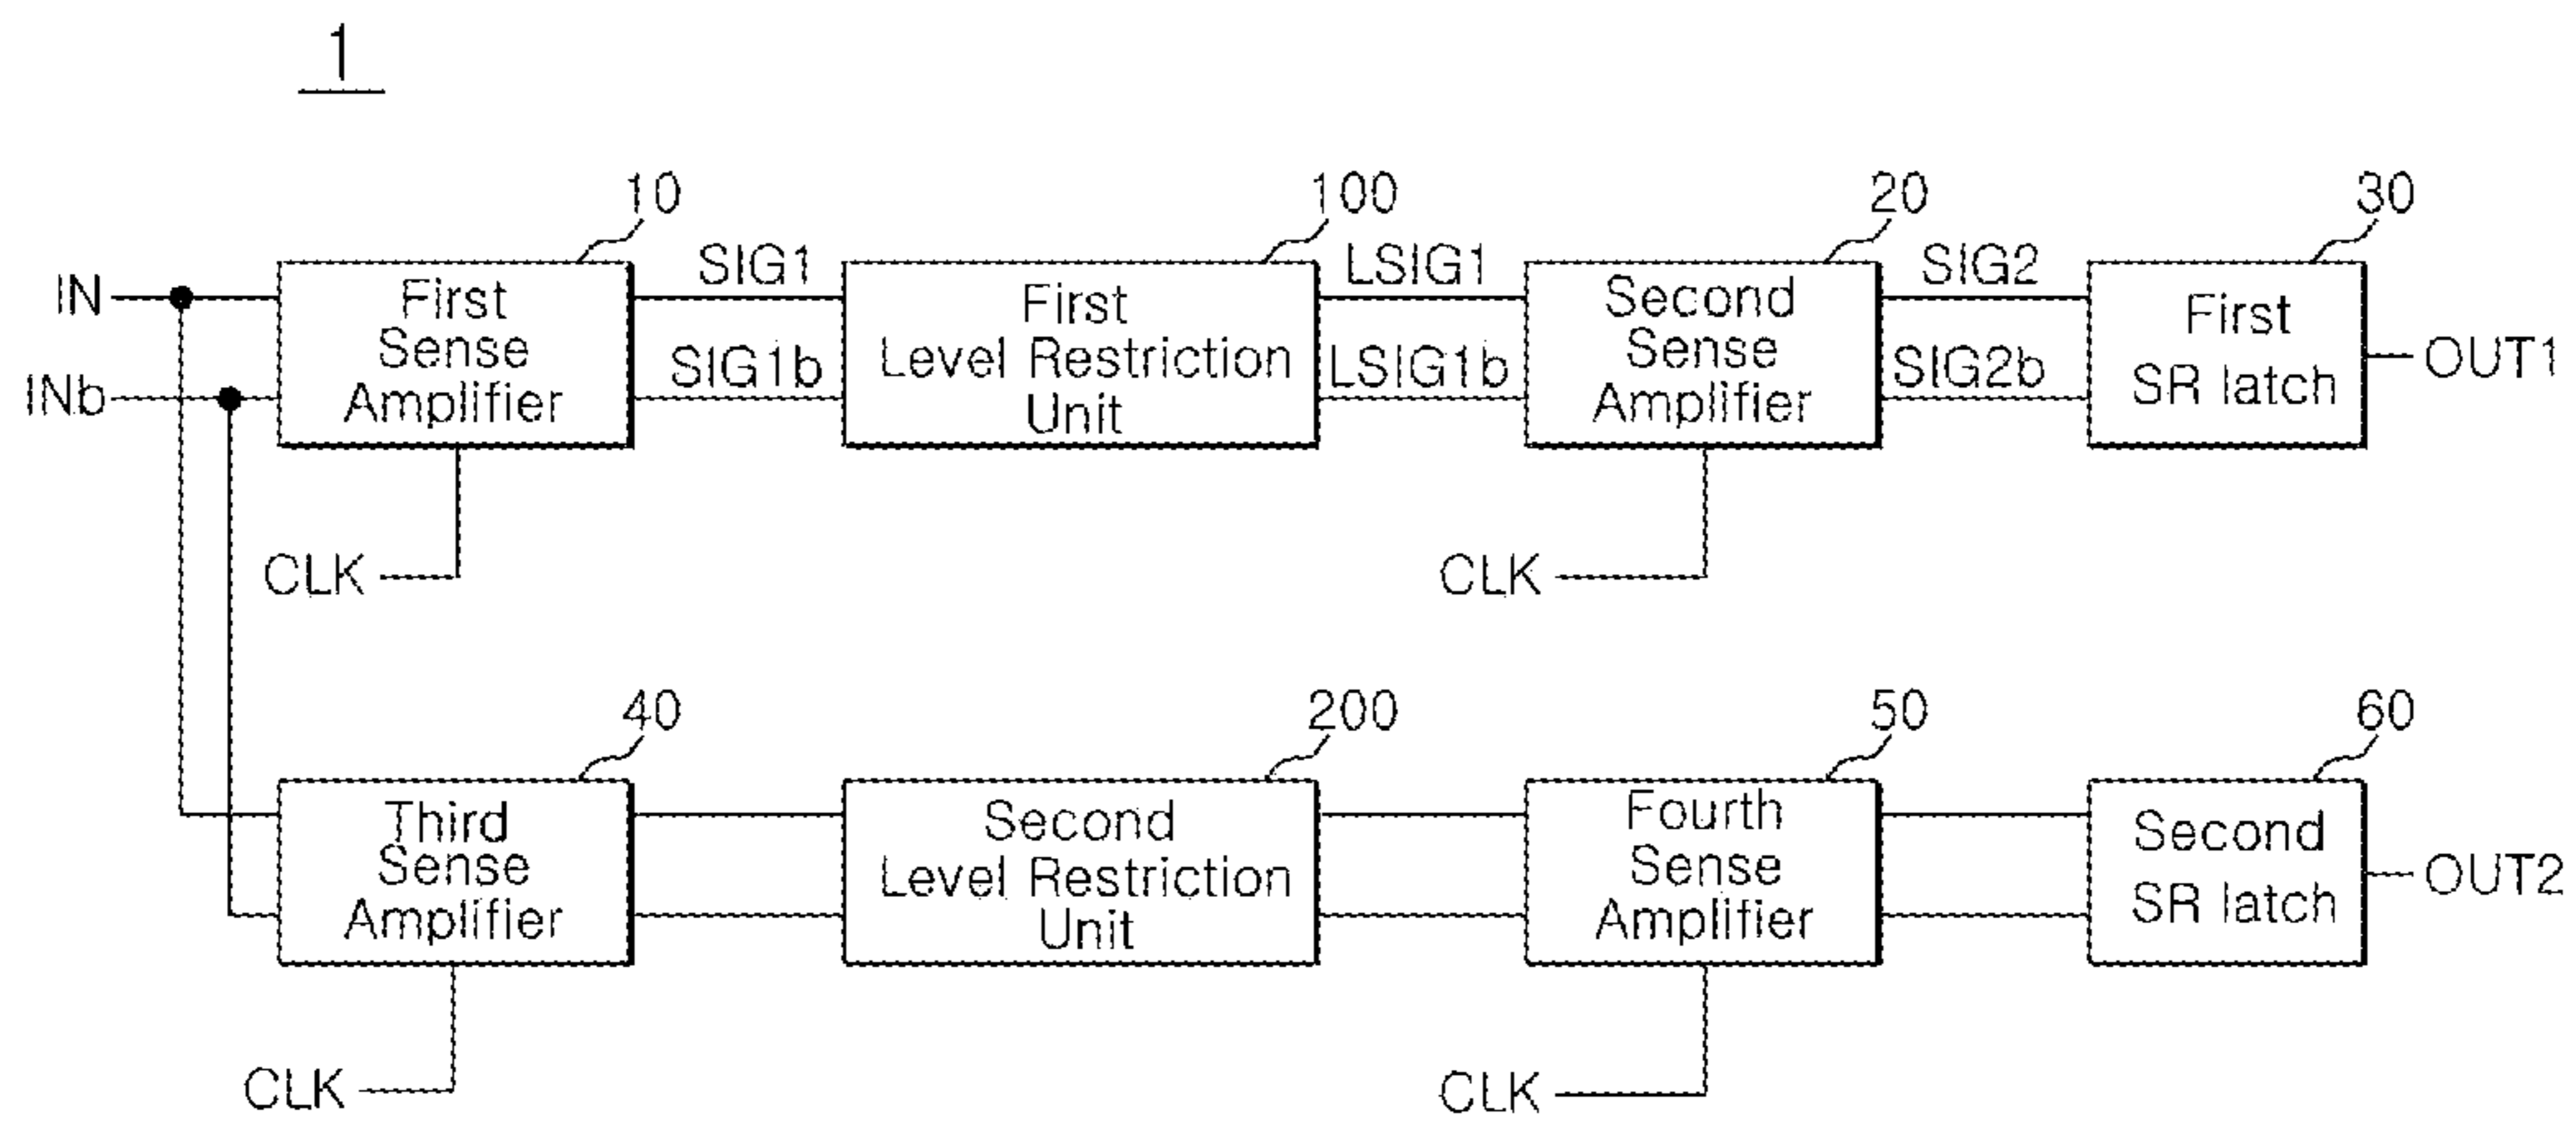 1
10
100
20
30
IN
INb
First
Sense
Amplifier
SIG1
SIG1b
First
Level Restriction
Unit
LSIG1
LSIG1b
Second
Sense
Amplifier
SIG2
SIG2b
First
SR latch
OUT1
CLK
CLK
40
200
50
60
Third
Sense
Amplifier
Second
Level Restriction
Unit
Fourth
Sense
Amplifier
Second
SR latch
OUT2
CLK
CLK